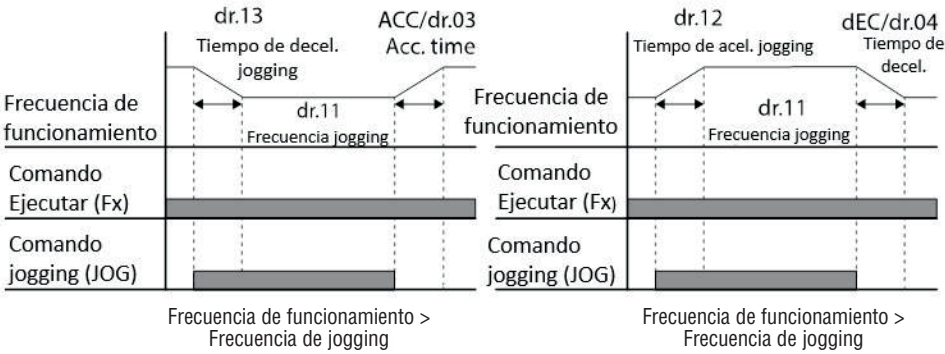 dr.13
Tiempo de decel.
jogging
ACC/dr.03
Acc. time
Frecuencia de
funcionamiento
dr.11
Frecuencia jogging
Comando
Ejecutar (Fx)
Comando
jogging (JOG)
Frecuencia de funcionamiento >
Frecuencia de jogging
dr.12
Tiempo de acel. jogging
dEC/dr.04
Tiempo de
decel.
Frecuencia de
funcionamiento
dr.11
Frecuencia jogging
Comando
Ejecutar (Fx)
Comando
jogging (JOG)
Frecuencia de funcionamiento >
Frecuencia de jogging